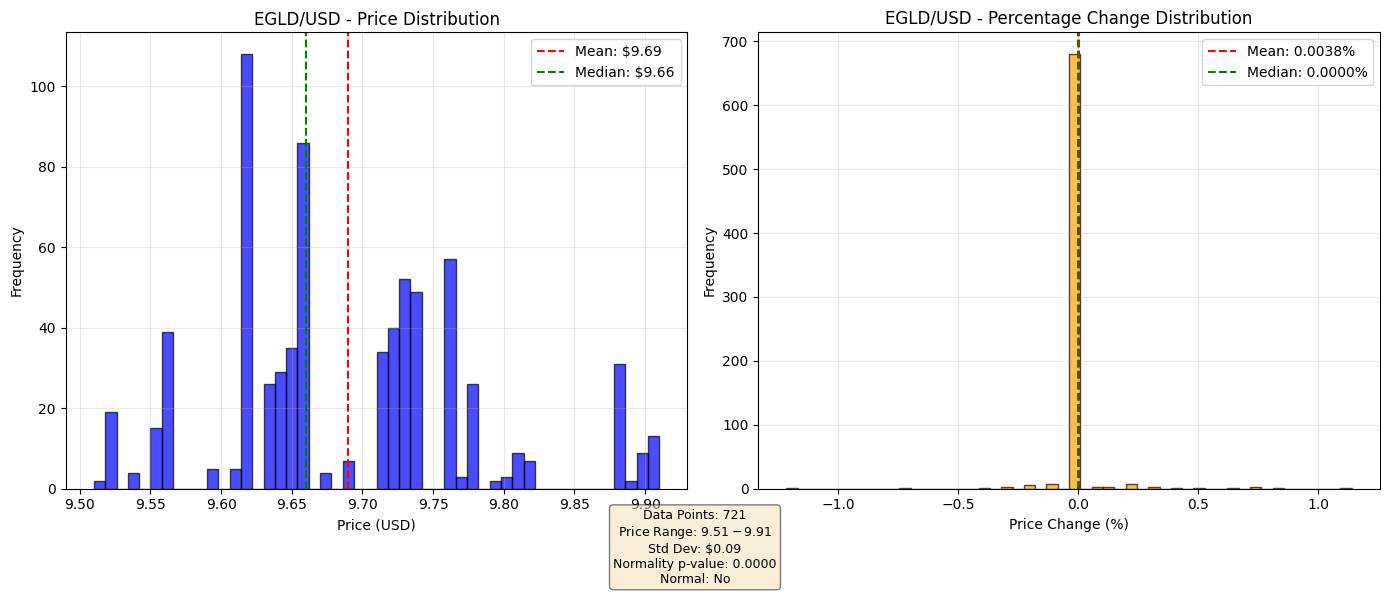 EGLD/USD - Price Distribution
Mean: $9.69
Median: $9.66
Frequency
100
80
60
40
20
0
9.50 9.55 9.60 9.65 9.70 9.75 9.80 9.85 9.90
Price (USD)
EGLD/USD - Percentage Change Distribution
Mean: 0.0038%
Median: 0.0000%
Frequency
700
600
500
400
300
200
100
0
−1.0 −0.5 0.0 0.5 1.0
Price Change (%)
Data Points: 721
Price Range: 9.51 − 9.91
Std Dev: $0.09
Normality p-value: 0.0000
Normal: No